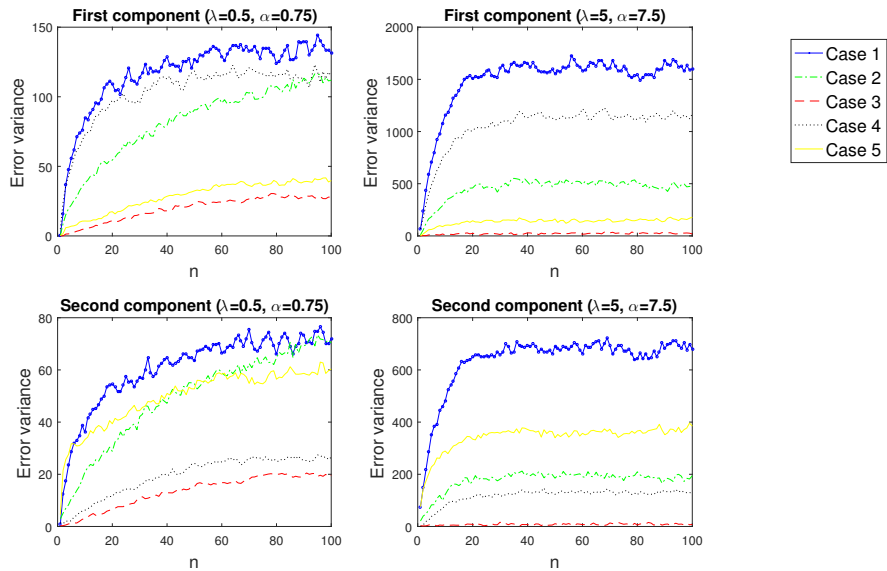 First component (λ=0.5, α=0.75)
150
100
50
0
0 20 40 60 80 100
Error variance
n
First component (λ=5, α=7.5)
2000
1500
1000
500
0
0 20 40 60 80 100
Error variance
n
Case 1
Case 2
Case 3
Case 4
Case 5
Second component (λ=0.5, α=0.75)
80
60
40
20
0
0 20 40 60 80 100
Error variance
n
Second component (λ=5, α=7.5)
800
600
400
200
0
0 20 40 60 80 100
Error variance
n